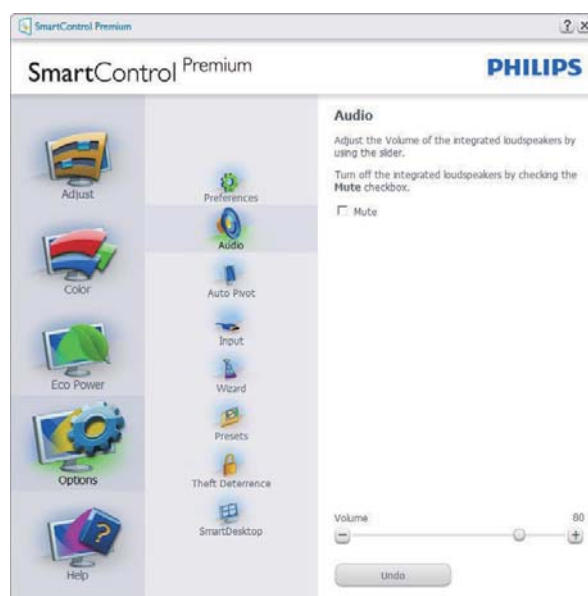 SmartControl Premium
SmartControl Premium
PHILIPS
Adjust
Color
Eco Power
Options
Help
Preferences
Audio
Auto Pivot
Input
Wizard
Presets
Theft Deterrence
SmartDesktop
Audio
Adjust the Volume of the integrated loudspeakers by
using the slider.
Turn off the integrated loudspeakers by checking the
Mute checkbox.
Mute
Volume 80
Undo